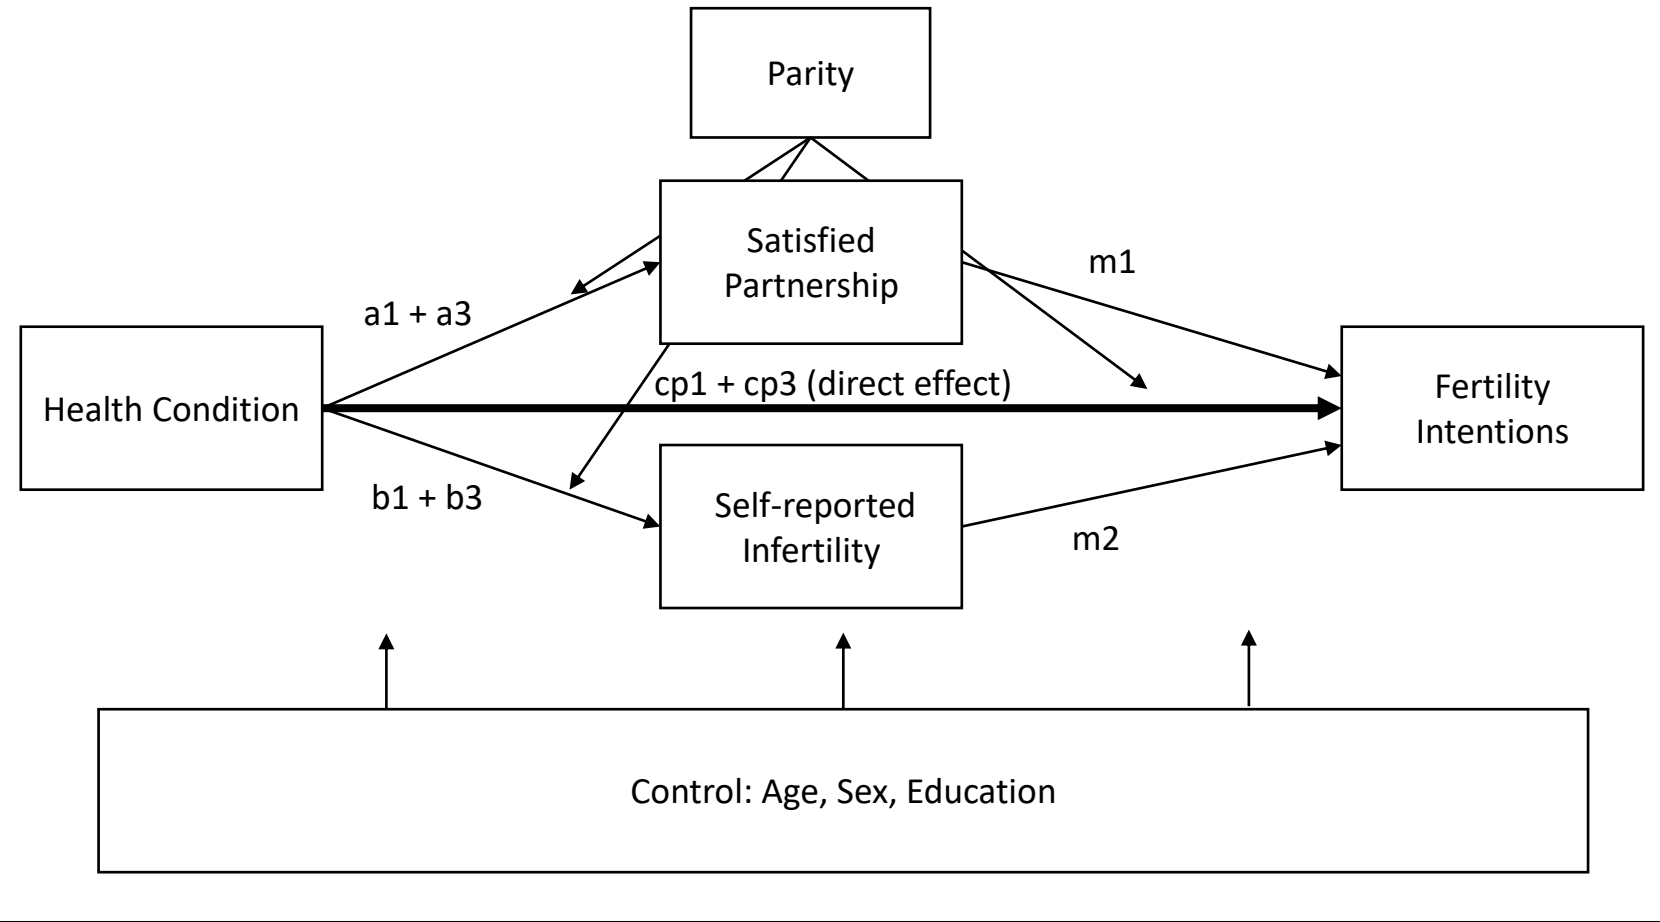 Parity
Satisfied
Partnership
m1
a1 + a3
cp1 + cp3 (direct effect)
Health Condition
Fertility
Intentions
b1 + b3
Self-reported
Infertility
m2
Control: Age, Sex, Education